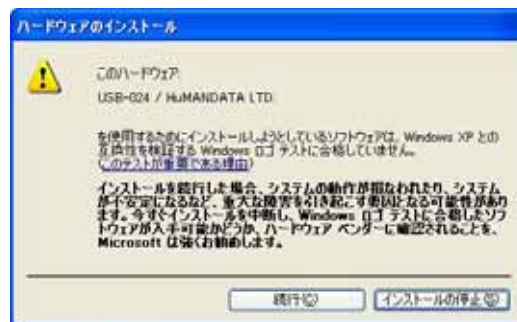 ハードウェアのインストール
このハードウェア:
USB-024 / HuMANDATA LTD.
を使用するためにインストールしようとしているソフトウェアは、Windows XP との
互換性を検証する Windows ロゴ テストに合格していません。
(このテストが重要である理由)
インストールを続行した場合、システムの動作が損なわれたり、システム
が不安定になるなど、重大な障害を引き起こす要因となる可能性があり
ます。今すぐインストールを中断し、Windows ロゴ テストに合格したソフ
トウェアが入手可能かどうか、ハードウェア ベンダーに確認されることを、
Microsoft は強くお勧めします。
続行(C)
インストールの停止(S)